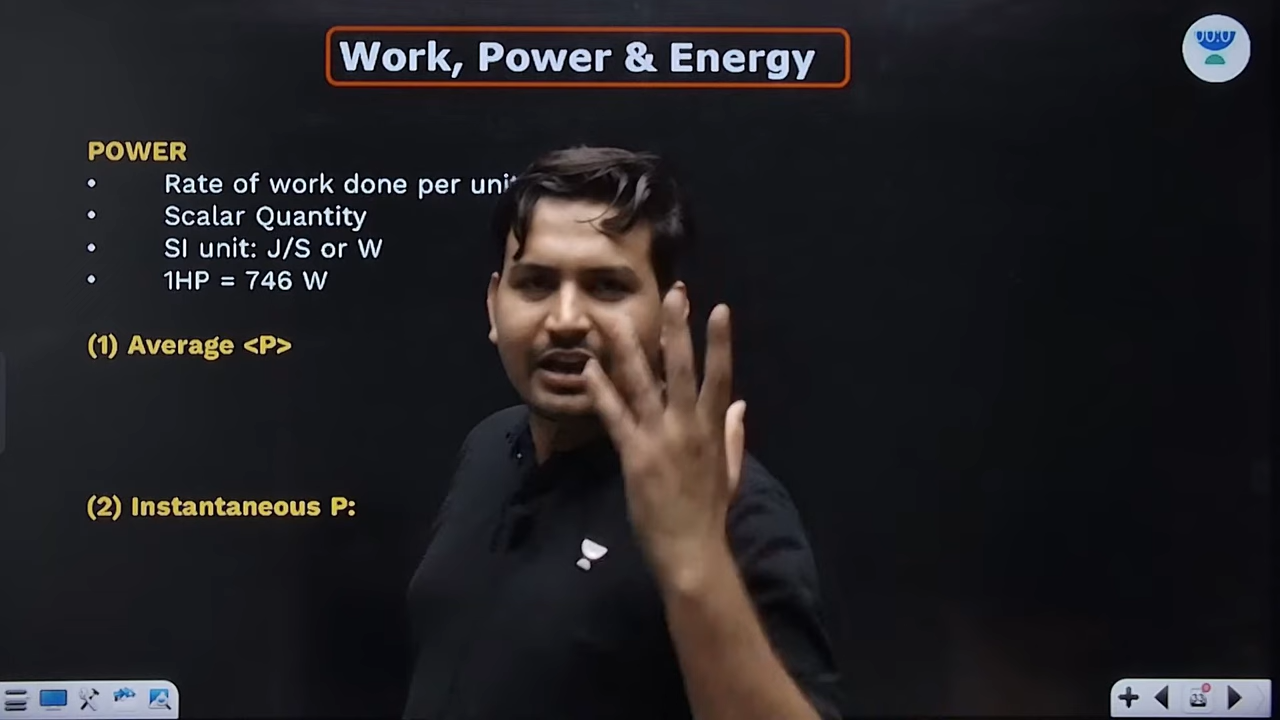 Work, Power & Energy
POWER
• Rate of work done per
• Scalar Quantity
• SI unit: J/S or W
• 1HP = 746 W
(1) Average <P>
(2) Instantaneous P:
33